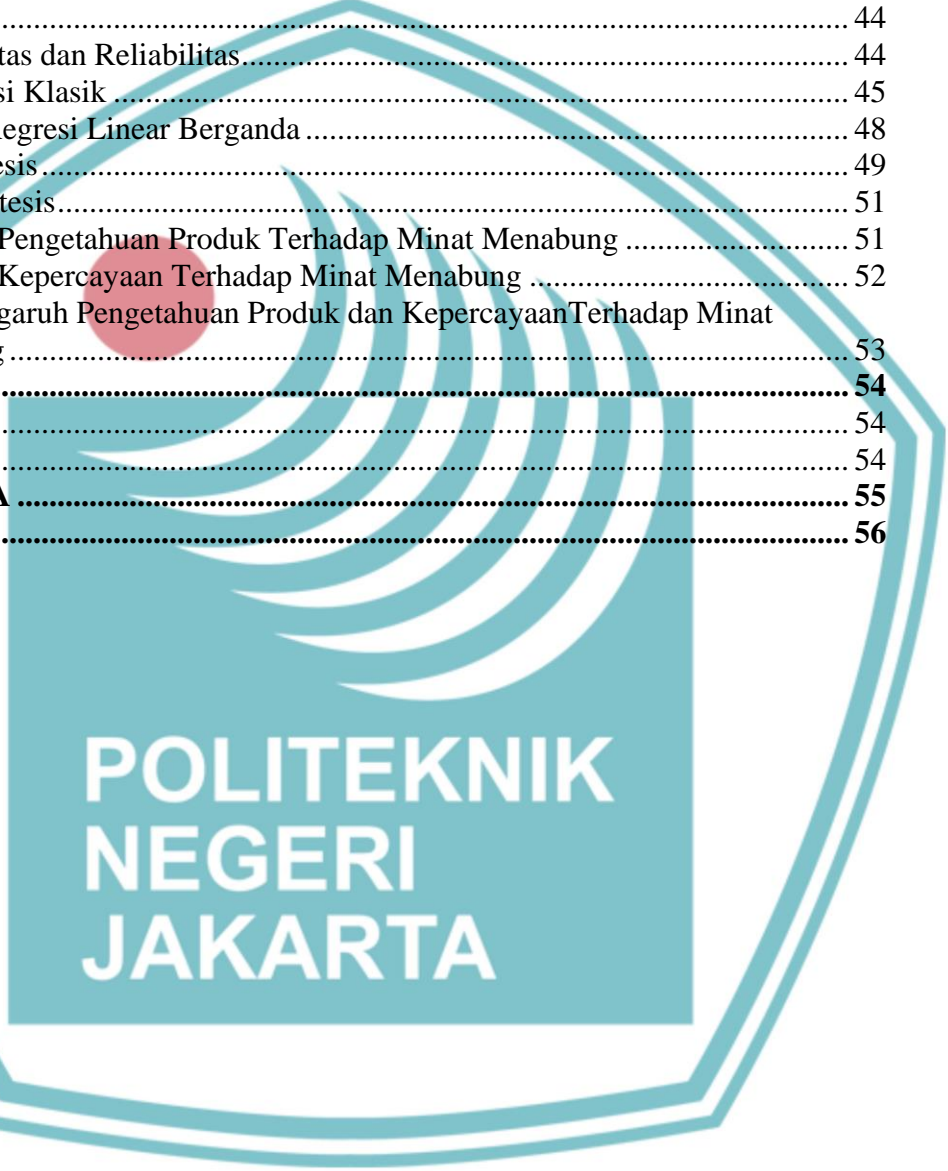 .......... 44
tas dan Reliabilitas.......... 44
si Klasik .......... 45
Regresi Linear Berganda .......... 48
esis .......... 49
tesis .......... 51
Pengetahuan Produk Terhadap Minat Menabung .......... 51
Kepercayaan Terhadap Minat Menabung .......... 52
garuh Pengetahuan Produk dan KepercayaanTerhadap Minat
g .......... 53
.......... 54
.......... 54
.......... 54
A .......... 55
.......... 56
POLITEKNIK
NEGERI
JAKARTA